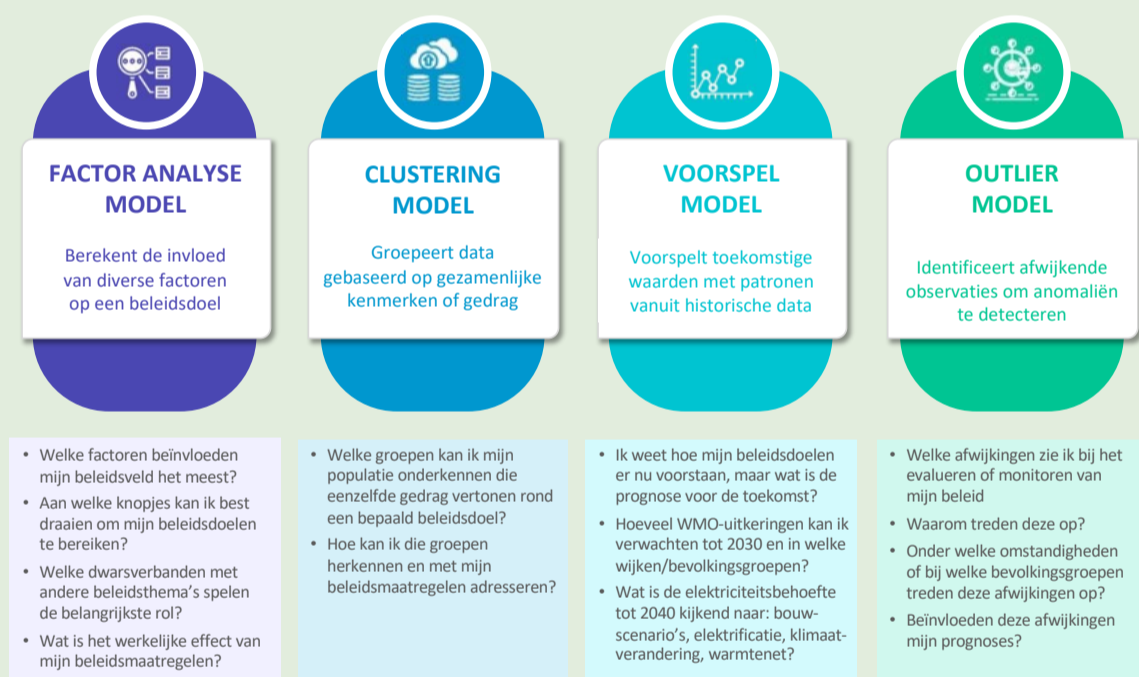 FACTOR ANALYSE
MODEL
Berekent de invloed
van diverse factoren
op een beleidsdoel
CLUSTERING
MODEL
Groepeert data
gebaseerd op gezamenlijke
kenmerken of gedrag
VOORSPEL
MODEL
Voorspelt toekomstige
waarden met patronen
vanuit historische data
OUTLIER
MODEL
Identificeert afwijkende
observaties om anomaliën
te detecteren
• Welke factoren beïnvloeden
mijn beleidsveld het meest?
• Aan welke knopjes kan ik best
draaien om mijn beleidsdoelen
te bereiken?
• Welke dwarsverbanden met
andere beleidsthema's spelen
de belangrijkste rol?
• Wat is het werkelijke effect van
mijn beleidsmaatregelen?
• Welke groepen kan ik mijn
populatie onderkennen die
eenzelfde gedrag vertonen rond
een bepaald beleidsdoel?
• Hoe kan ik die groepen
herkennen en met mijn
beleidsmaatregelen adresseren?
• Ik weet hoe mijn beleidsdoelen
er nu voorstaan, maar wat is de
prognose voor de toekomst?
• Hoeveel WMO-uitkeringen kan ik
verwachten tot 2030 en in welke
wijken/bevolkingsgroepen?
• Wat is de elektriciteitsbehoefte
tot 2040 kijkend naar: bouw-
scenario's, elektrificatie, klimaat-
verandering, warmtenet?
• Welke afwijkingen zie ik bij het
evalueren of monitoren van
mijn beleid
• Waarom treden deze op?
• Onder welke omstandigheden
of bij welke bevolkingsgroepen
treden deze afwijkingen op?
• Beïnvloeden deze afwijkingen
mijn prognoses?